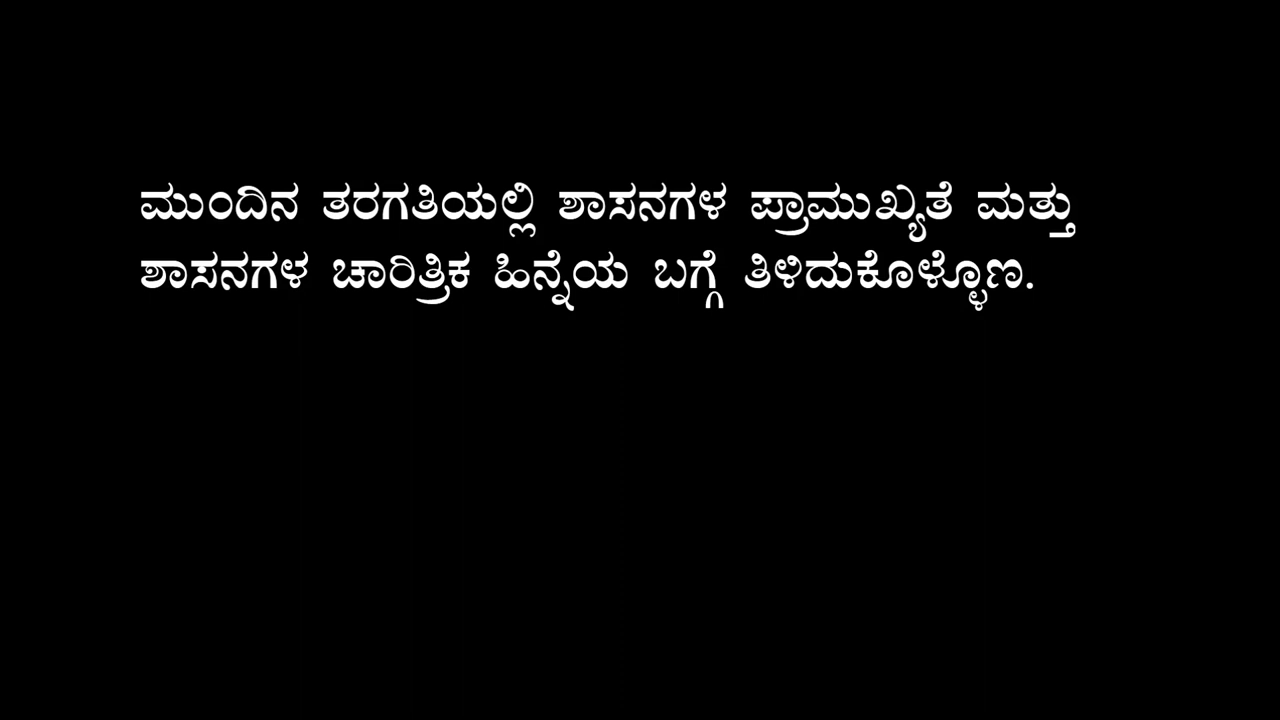 ಮುಂದಿನ ತರಗತಿಯಲ್ಲಿ ಶಾಸನಗಳ ಪ್ರಾಮುಖ್ಯತೆ ಮತ್ತು
ಶಾಸನಗಳ ಚಾರಿತ್ರಿಕ ಹಿನ್ನೆಯ ಬಗ್ಗೆ ತಿಳಿದುಕೊಳ್ಳೊಣ.